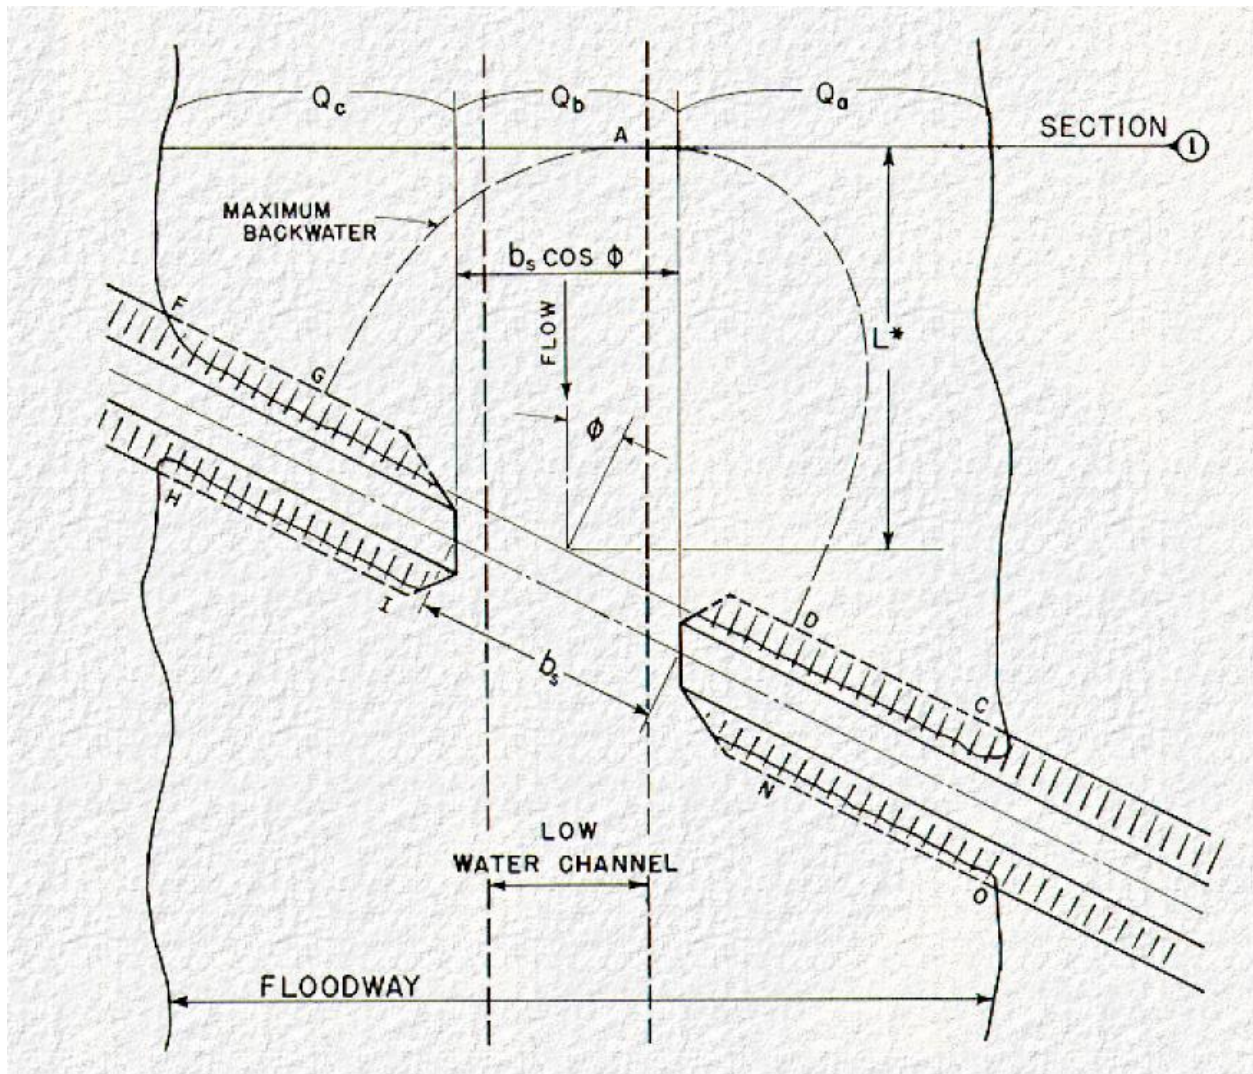 Qc
Qb
Qa
A
SECTION 1
MAXIMUM
BACKWATER
bs cos ϕ
F
FLOW
L*
G
ϕ
H
I
D
bs
C
N
LOW
WATER CHANNEL
O
FLOODWAY